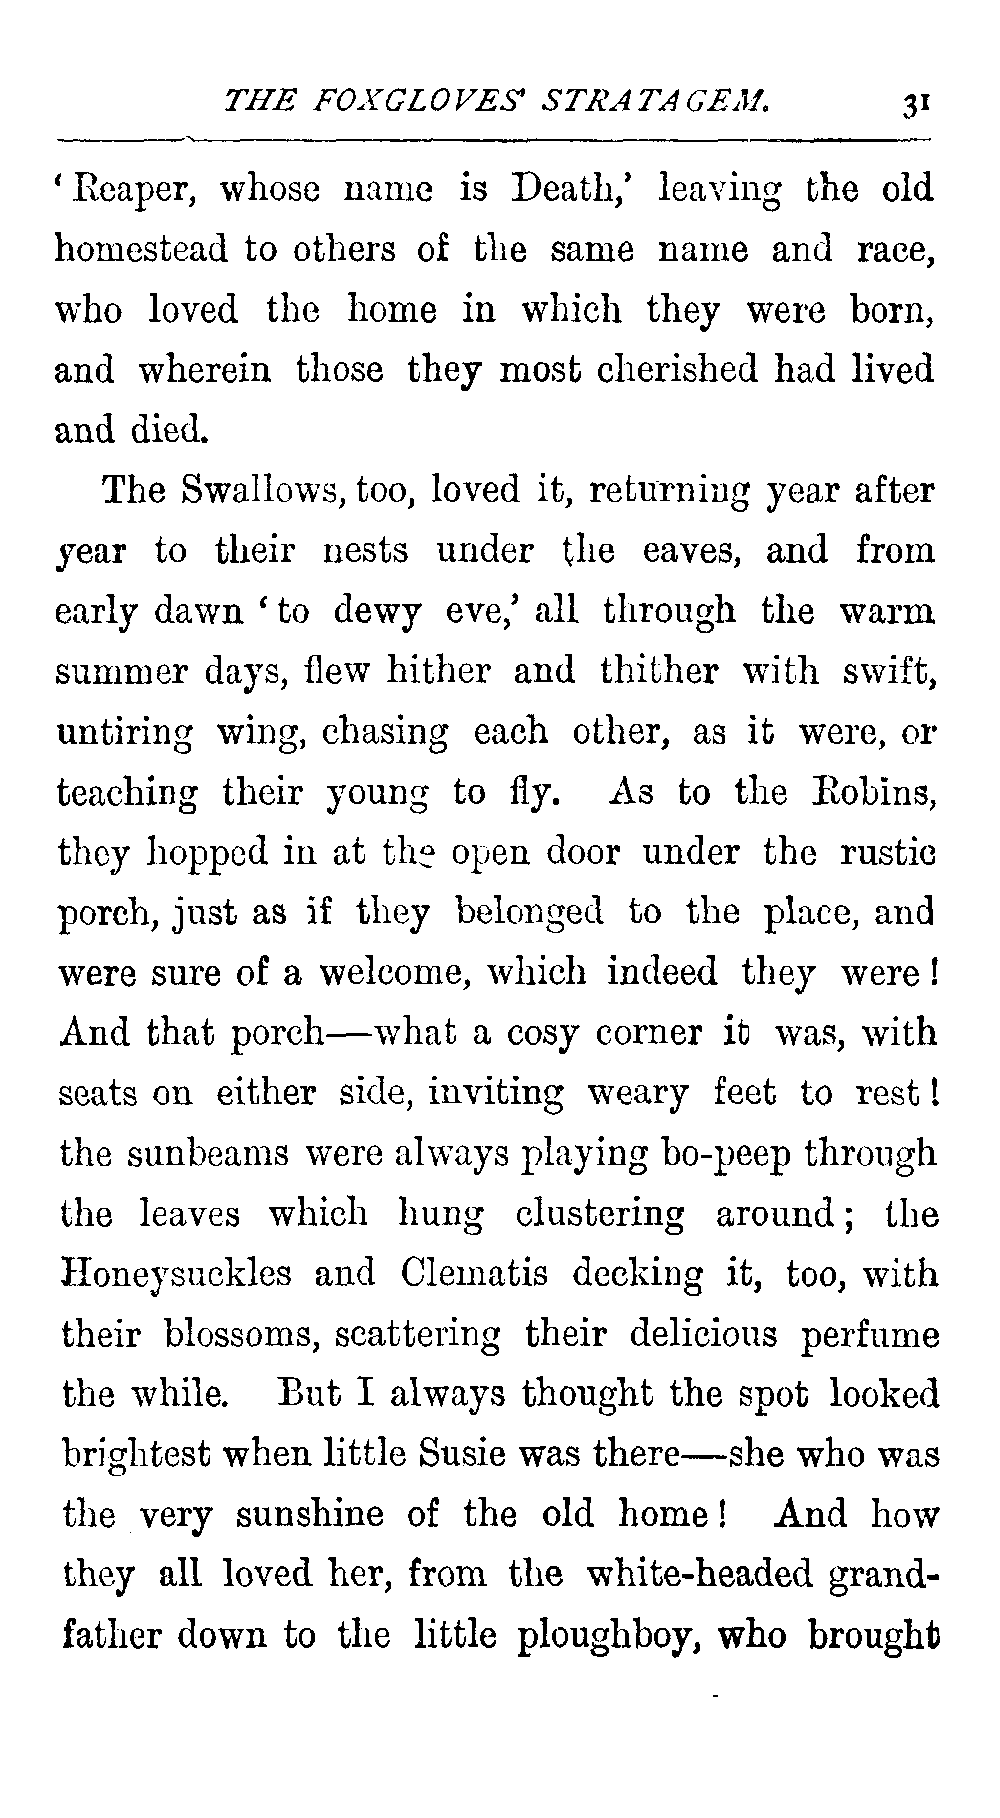 THE FOXGLOVES' STRATAGEM. 31
‘Reaper, whose name is Death,’ leaving the old
homestead to others of the same name and race,
who loved the home in which they were born,
and wherein those they most cherished had lived
and died.
The Swallows, too, loved it, returning year after
year to their nests under the eaves, and from
early dawn ‘to dewy eve,’ all through the warm
summer days, flew hither and thither with swift,
untiring wing, chasing each other, as it were, or
teaching their young to fly. As to the Robins,
they hopped in at the open door under the rustic
porch, just as if they belonged to the place, and
were sure of a welcome, which indeed they were!
And that porch—what a cosy corner it was, with
seats on either side, inviting weary feet to rest!
the sunbeams were always playing bo-peep through
the leaves which hung clustering around; the
Honeysuckles and Clematis decking it, too, with
their blossoms, scattering their delicious perfume
the while. But I always thought the spot looked
brightest when little Susie was there—she who was
the very sunshine of the old home! And how
they all loved her, from the white-headed grand-
father down to the little ploughboy, who brought